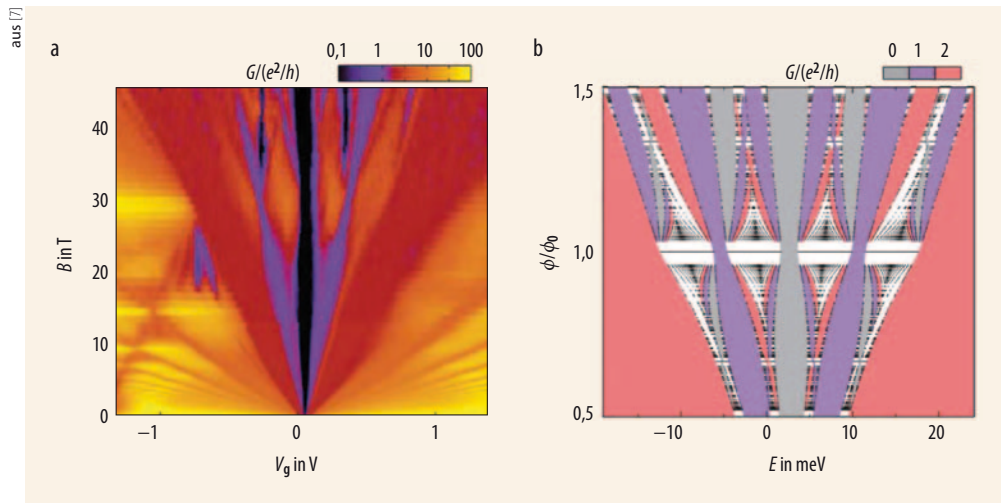 aus [7]
a
0,1 1 10 100
G/(e²/h)
40
30
20
10
0
B in T
−1 0 1
V_g in V
b
0 1 2
G/(e²/h)
1,5
1,0
0,5
ϕ/ϕ₀
−10 0 10 20
E in meV